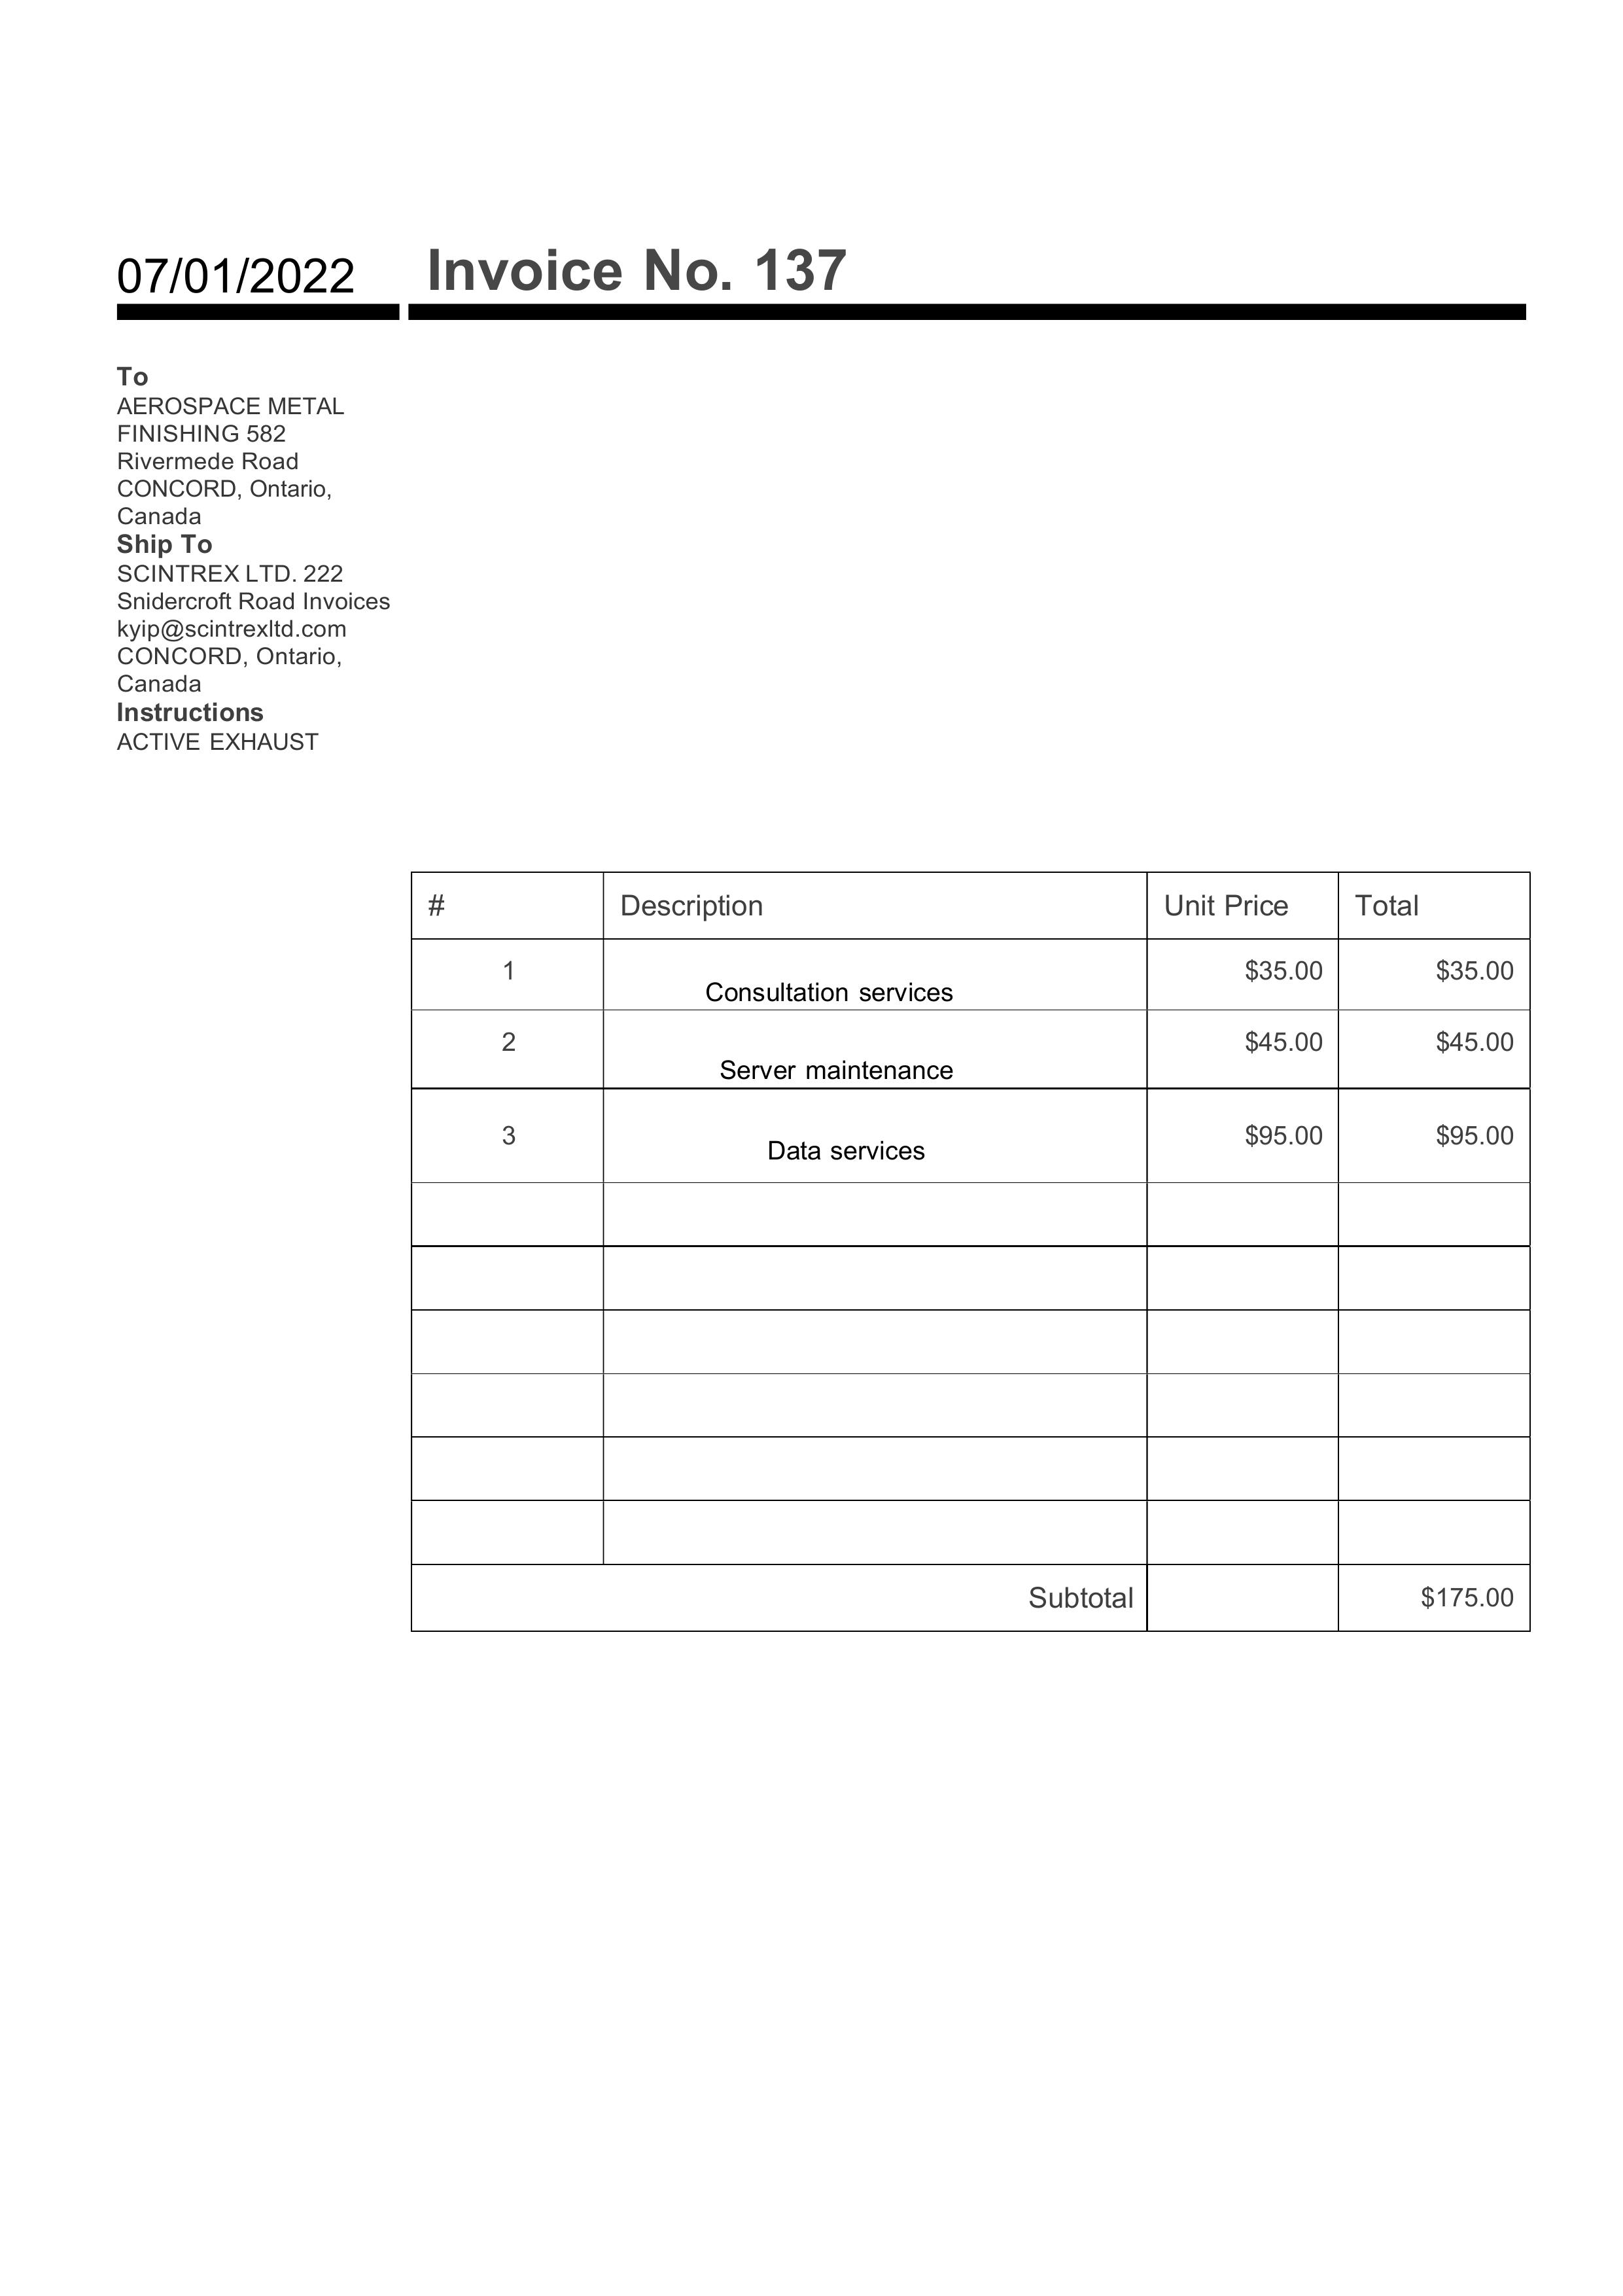 07/01/2022 Invoice No. 137
To
AEROSPACE METAL
FINISHING 582
Rivermede Road
CONCORD, Ontario,
Canada
Ship To
SCINTREX LTD. 222
Snidercroft Road Invoices
kyip@scintrexltd.com
CONCORD, Ontario,
Canada
Instructions
ACTIVE EXHAUST
# Description Unit Price Total
1 Consultation services $35.00 $35.00
2 Server maintenance $45.00 $45.00
3 Data services $95.00 $95.00
Subtotal $175.00